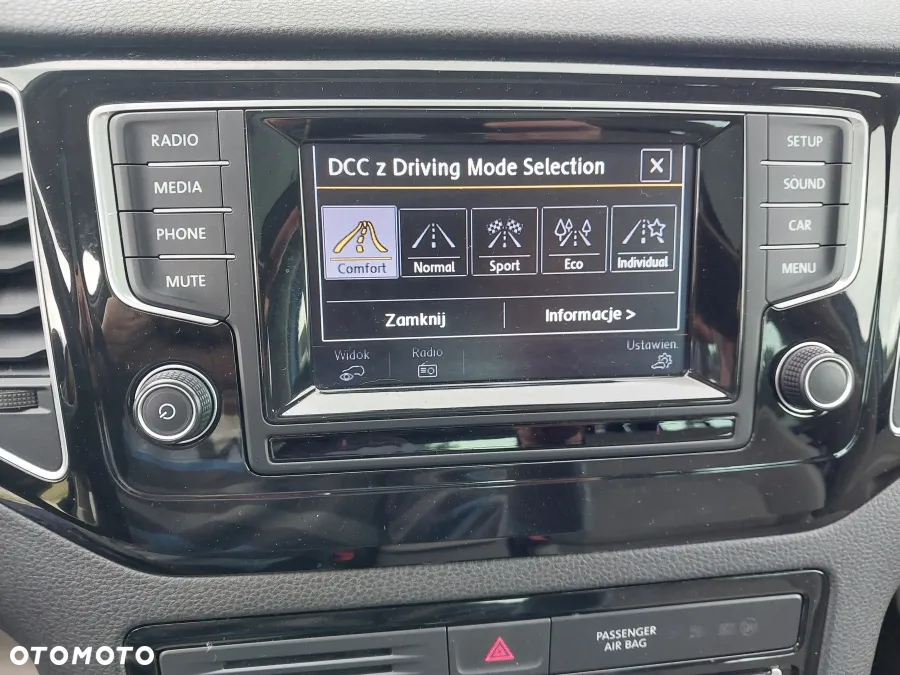 RADIO
MEDIA
PHONE
MUTE
DCC z Driving Mode Selection
X
Comfort
Normal
Sport
Eco
Individual
Zamknij
Informacje >
Widok
Radio
Ustawien.
SETUP
SOUND
CAR
MENU
PASSENGER
AIR BAG
OTOMOTO